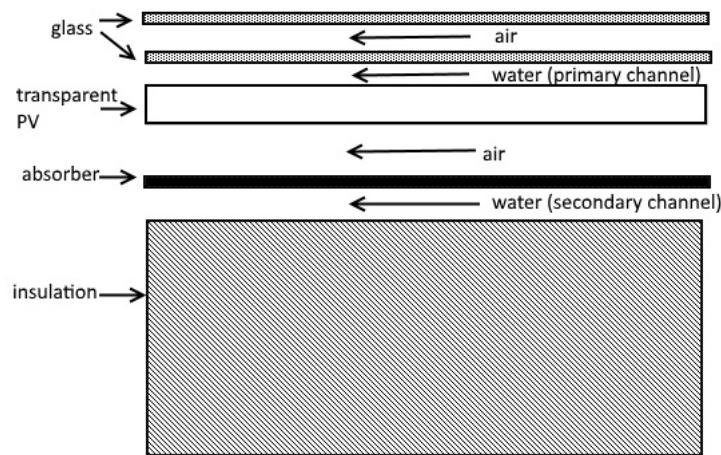 glass
air
water (primary channel)
transparent
PV
air
absorber
water (secondary channel)
insulation